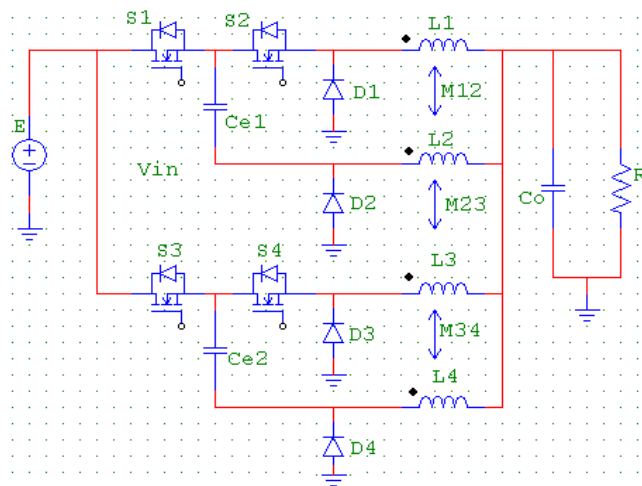 S1 S2 L1
D1 M12
E Ce1 L2
Vin R
D2 M23 Co
S3 S4 L3
D3 M34
Ce2 L4
D4